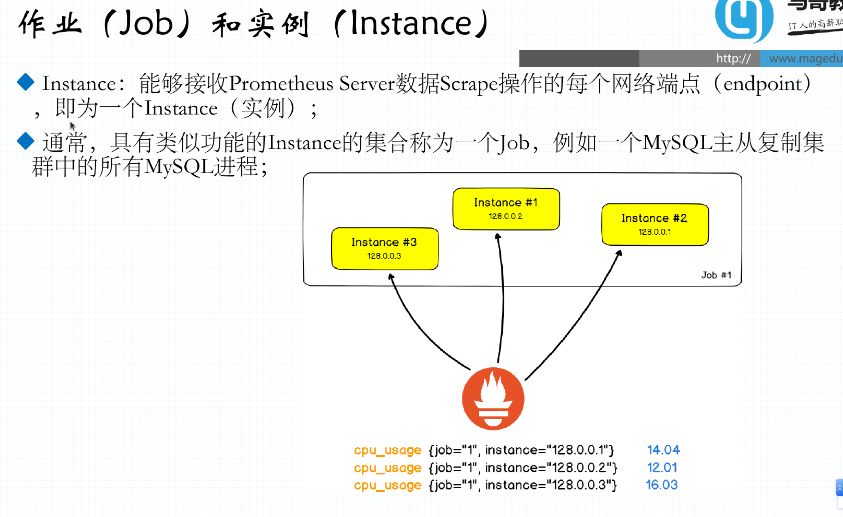 作业（Job）和实例（Instance）
马哥教
IT人的高薪职
http://
www.magedu
Instance：能够接收Prometheus Server数据Scrape操作的每个网络端点（endpoint）
，即为一个Instance（实例）；
通常，具有类似功能的Instance的集合称为一个Job，例如一个MySQL主从复制集
群中的所有MySQL进程；
Instance #1
128.0.0.2
Instance #2
128.0.0.1
Instance #3
128.0.0.3
Job #1
cpu_usage {job="1", instance="128.0.0.1"} 14.04
cpu_usage {job="1", instance="128.0.0.2"} 12.01
cpu_usage {job="1", instance="128.0.0.3"} 16.03